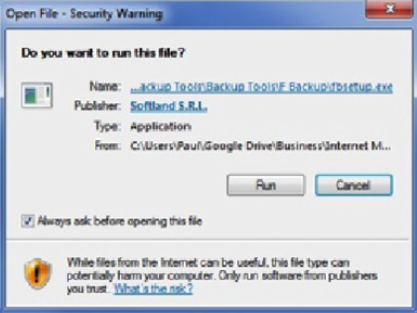 Open File - Security Warning
Do you want to run this file?
Name: ...ackup Tools\Backup Tools\F Backup\fbsetup.exe
Publisher: Softland S.R.L.
Type: Application
From: C:\Users\Paul\Google Drive\Business\Internet M...
Run Cancel
Always ask before opening this file
While files from the Internet can be useful, this file type can
potentially harm your computer. Only run software from publishers
you trust. What's the risk?